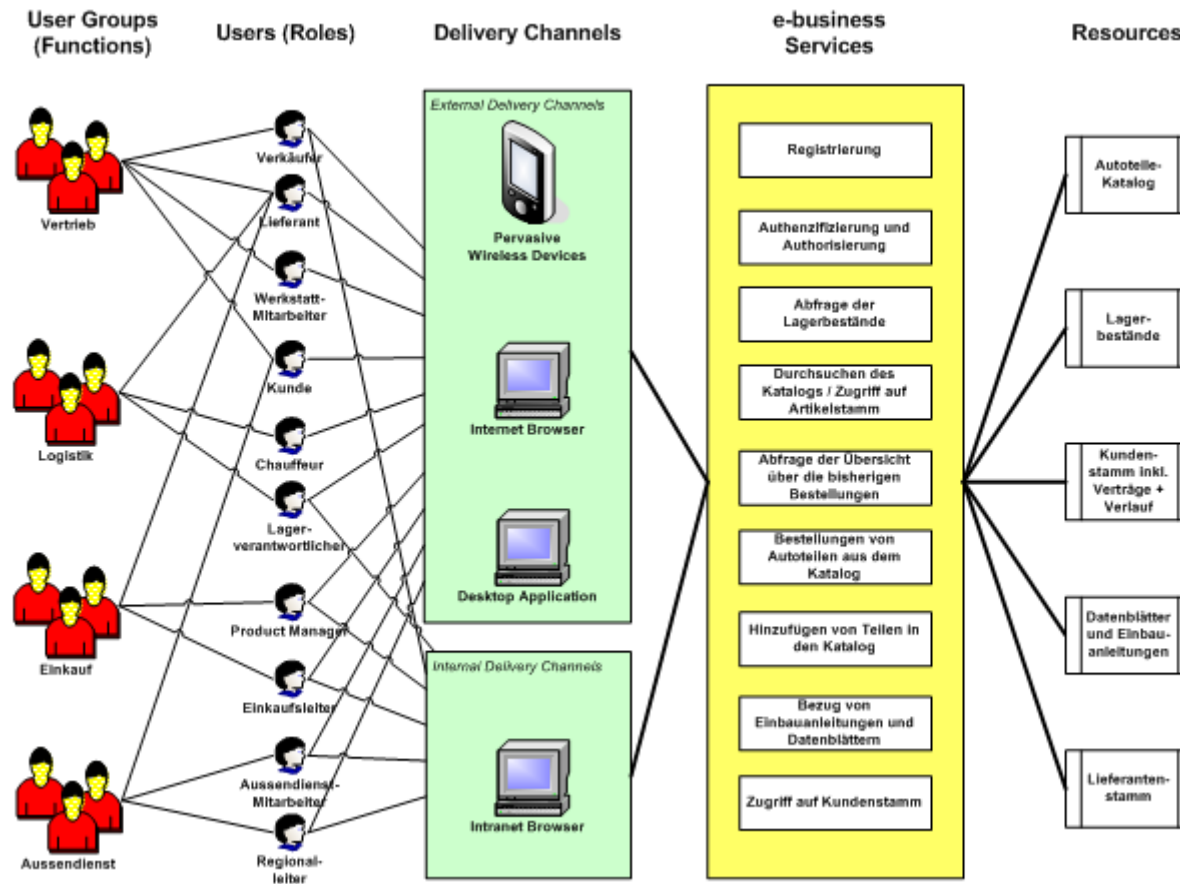 User Groups
(Functions)
Users (Roles)
Delivery Channels
e-business
Services
Resources
Vertrieb
Logistik
Einkauf
Aussendienst
Verkäufer
Lieferant
Werkstatt-
Mitarbeiter
Kunde
Chauffeur
Lager-
verantwortlicher
Product Manager
Einkaufsleiter
Aussendienst-
Mitarbeiter
Regional-
leiter
External Delivery Channels
Pervasive
Wireless Devices
Internet Browser
Desktop Application
Internal Delivery Channels
Intranet Browser
Registrierung
Authenzifizierung und
Authorisierung
Abfrage der
Lagerbestände
Durchsuchen des
Katalogs / Zugriff auf
Artikelstamm
Abfrage der Übersicht
über die bisherigen
Bestellungen
Bestellungen von
Autoteilen aus dem
Katalog
Hinzufügen von Teilen in
den Katalog
Bezug von
Einbauanleitungen und
Datenblättern
Zugriff auf Kundenstamm
Autoteile-
Katalog
Lager-
bestände
Kunden-
stamm inkl.
Verträge +
Verlauf
Datenblätter
und Einbau-
anleitungen
Lieferanten-
stamm